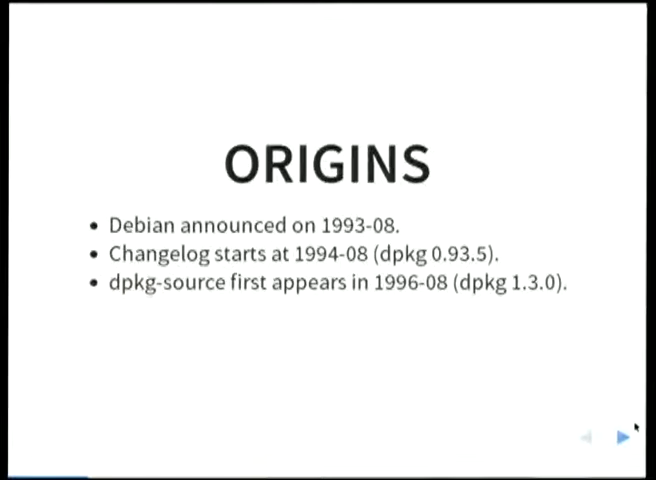 ORIGINS
• Debian announced on 1993-08.
• Changelog starts at 1994-08 (dpkg 0.93.5).
• dpkg-source first appears in 1996-08 (dpkg 1.3.0).